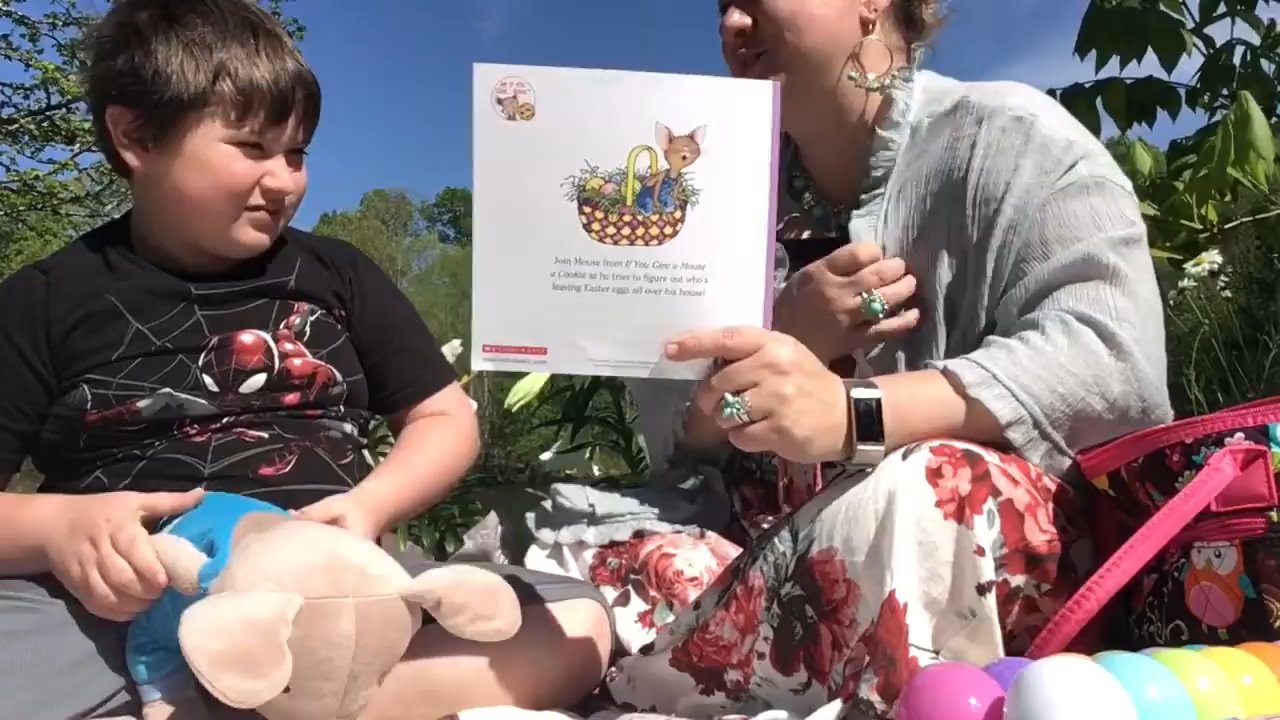 Join Mouse from If You Give a Mouse
a Cookie as he tries to figure out who's
leaving Easter eggs all over his house!
SCHOLASTIC